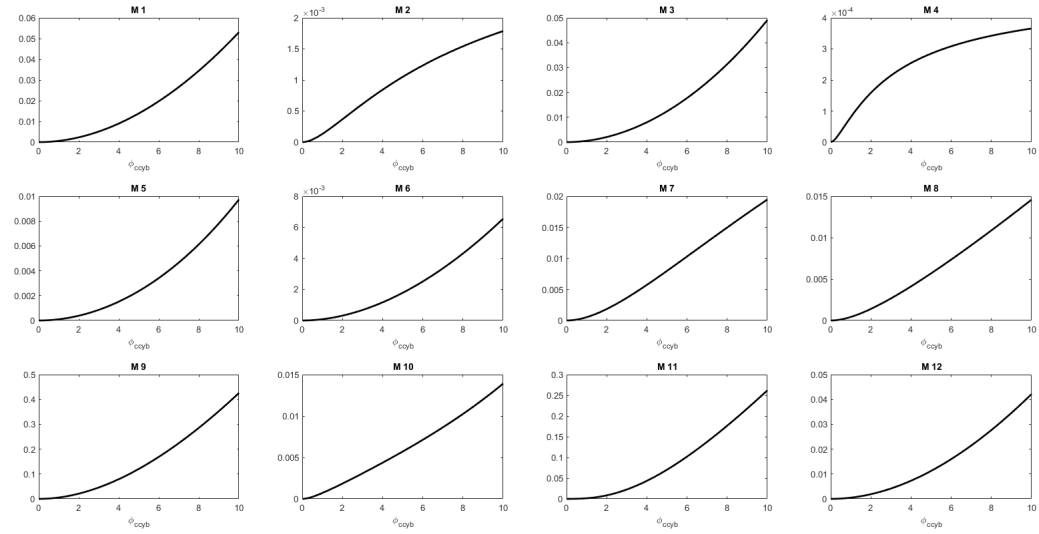 M 1
0.06
0.05
0.04
0.03
0.02
0.01
0
0 2 4 6 8 10
ϕccyb
M 2
×10-3
2
1.5
1
0.5
0
0 2 4 6 8 10
ϕccyb
M 3
0.05
0.04
0.03
0.02
0.01
0
0 2 4 6 8 10
ϕccyb
M 4
×10-4
4
3
2
1
0
0 2 4 6 8 10
ϕccyb
M 5
0.01
0.008
0.006
0.004
0.002
0
0 2 4 6 8 10
ϕccyb
M 6
×10-3
8
6
4
2
0
0 2 4 6 8 10
ϕccyb
M 7
0.02
0.015
0.01
0.005
0
0 2 4 6 8 10
ϕccyb
M 8
0.015
0.01
0.005
0
0 2 4 6 8 10
ϕccyb
M 9
0.5
0.4
0.3
0.2
0.1
0
0 2 4 6 8 10
ϕccyb
M 10
0.015
0.01
0.005
0
0 2 4 6 8 10
ϕccyb
M 11
0.3
0.25
0.2
0.15
0.1
0.05
0
0 2 4 6 8 10
ϕccyb
M 12
0.05
0.04
0.03
0.02
0.01
0
0 2 4 6 8 10
ϕccyb